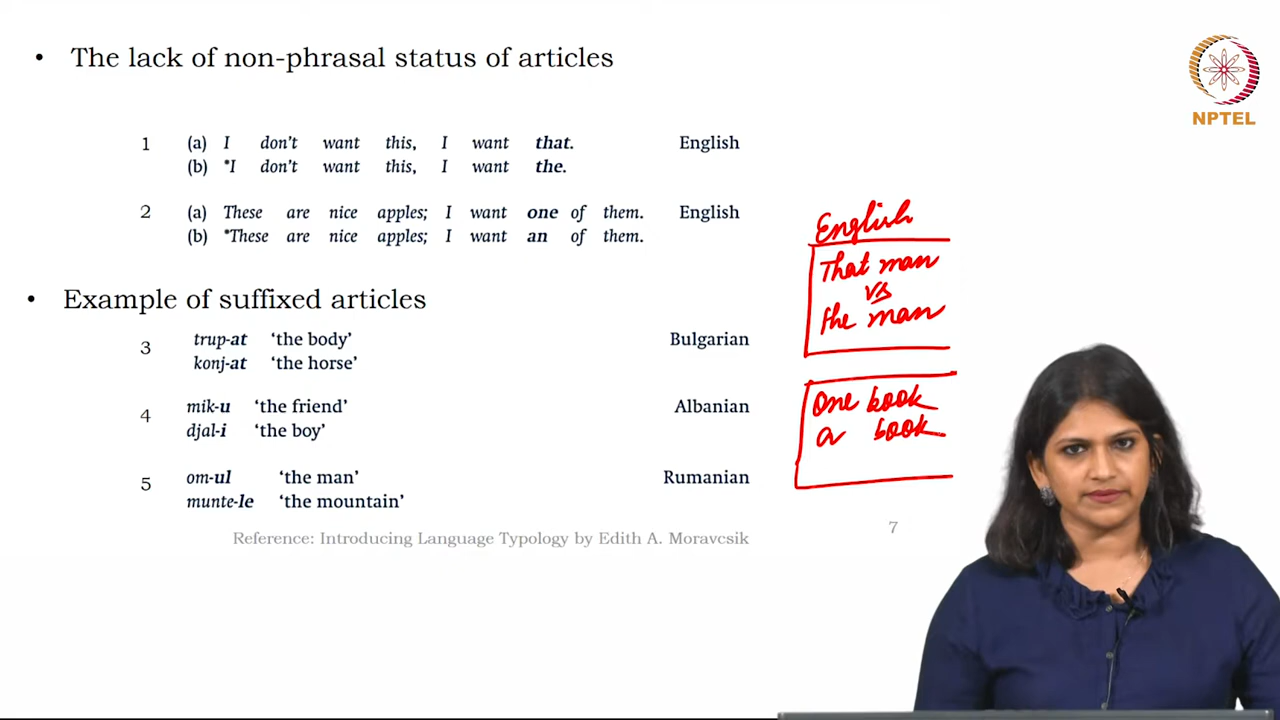 • The lack of non-phrasal status of articles
NPTEL
1 (a) I don't want this, I want that. English
(b) *I don't want this, I want the.
2 (a) These are nice apples; I want one of them. English
(b) *These are nice apples; I want an of them.
English
That man
vs
the man
• Example of suffixed articles
3 trup-at 'the body' Bulgarian
konj-at 'the horse'
4 mik-u 'the friend' Albanian
djal-i 'the boy'
One book
a book
5 om-ul 'the man' Rumanian
munte-le 'the mountain'
Reference: Introducing Language Typology by Edith A. Moravcsik
7